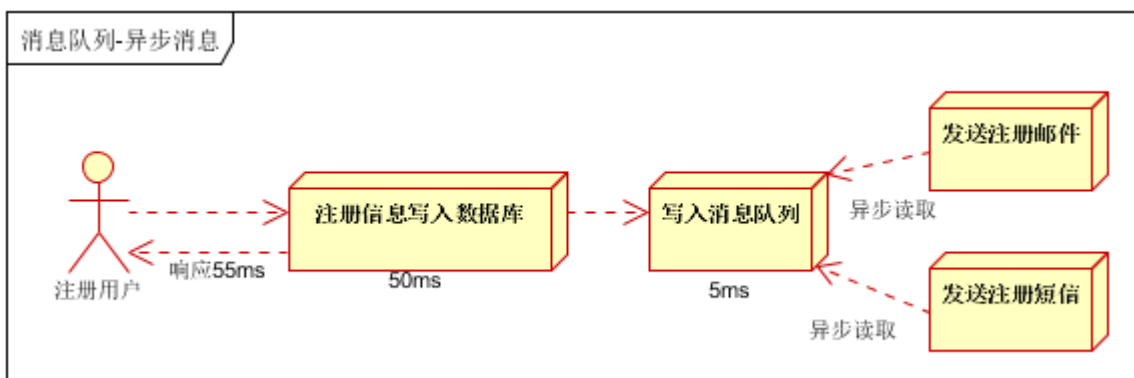 消息队列-异步消息
发送注册邮件
注册信息写入数据库
写入消息队列
异步读取
响应55ms
50ms
注册用户
5ms
发送注册短信
异步读取